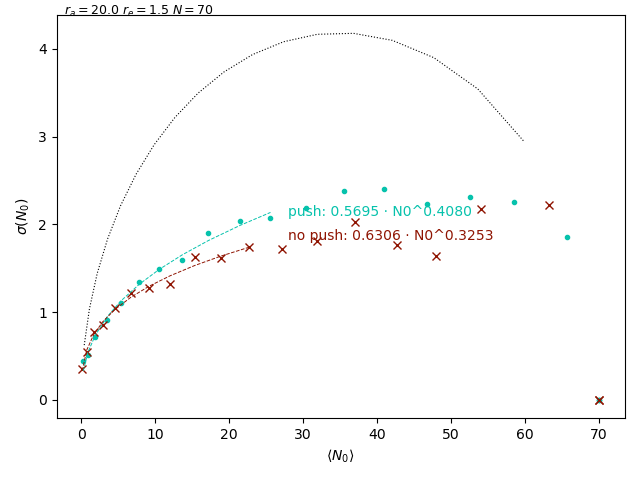 r_a = 20.0 r_e = 1.5 N = 70
σ(N_0)
4
3
2
1
0
push: 0.5695 · N0^0.4080
no push: 0.6306 · N0^0.3253
0 10 20 30 40 50 60 70
⟨N_0⟩